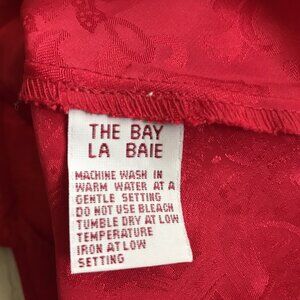 THE BAY
LA BAIE
MACHINE WASH IN
WARM WATER AT A
GENTLE SETTING
DO NOT USE BLEACH
TUMBLE DRY AT LOW
TEMPERATURE
IRON AT LOW
SETTING